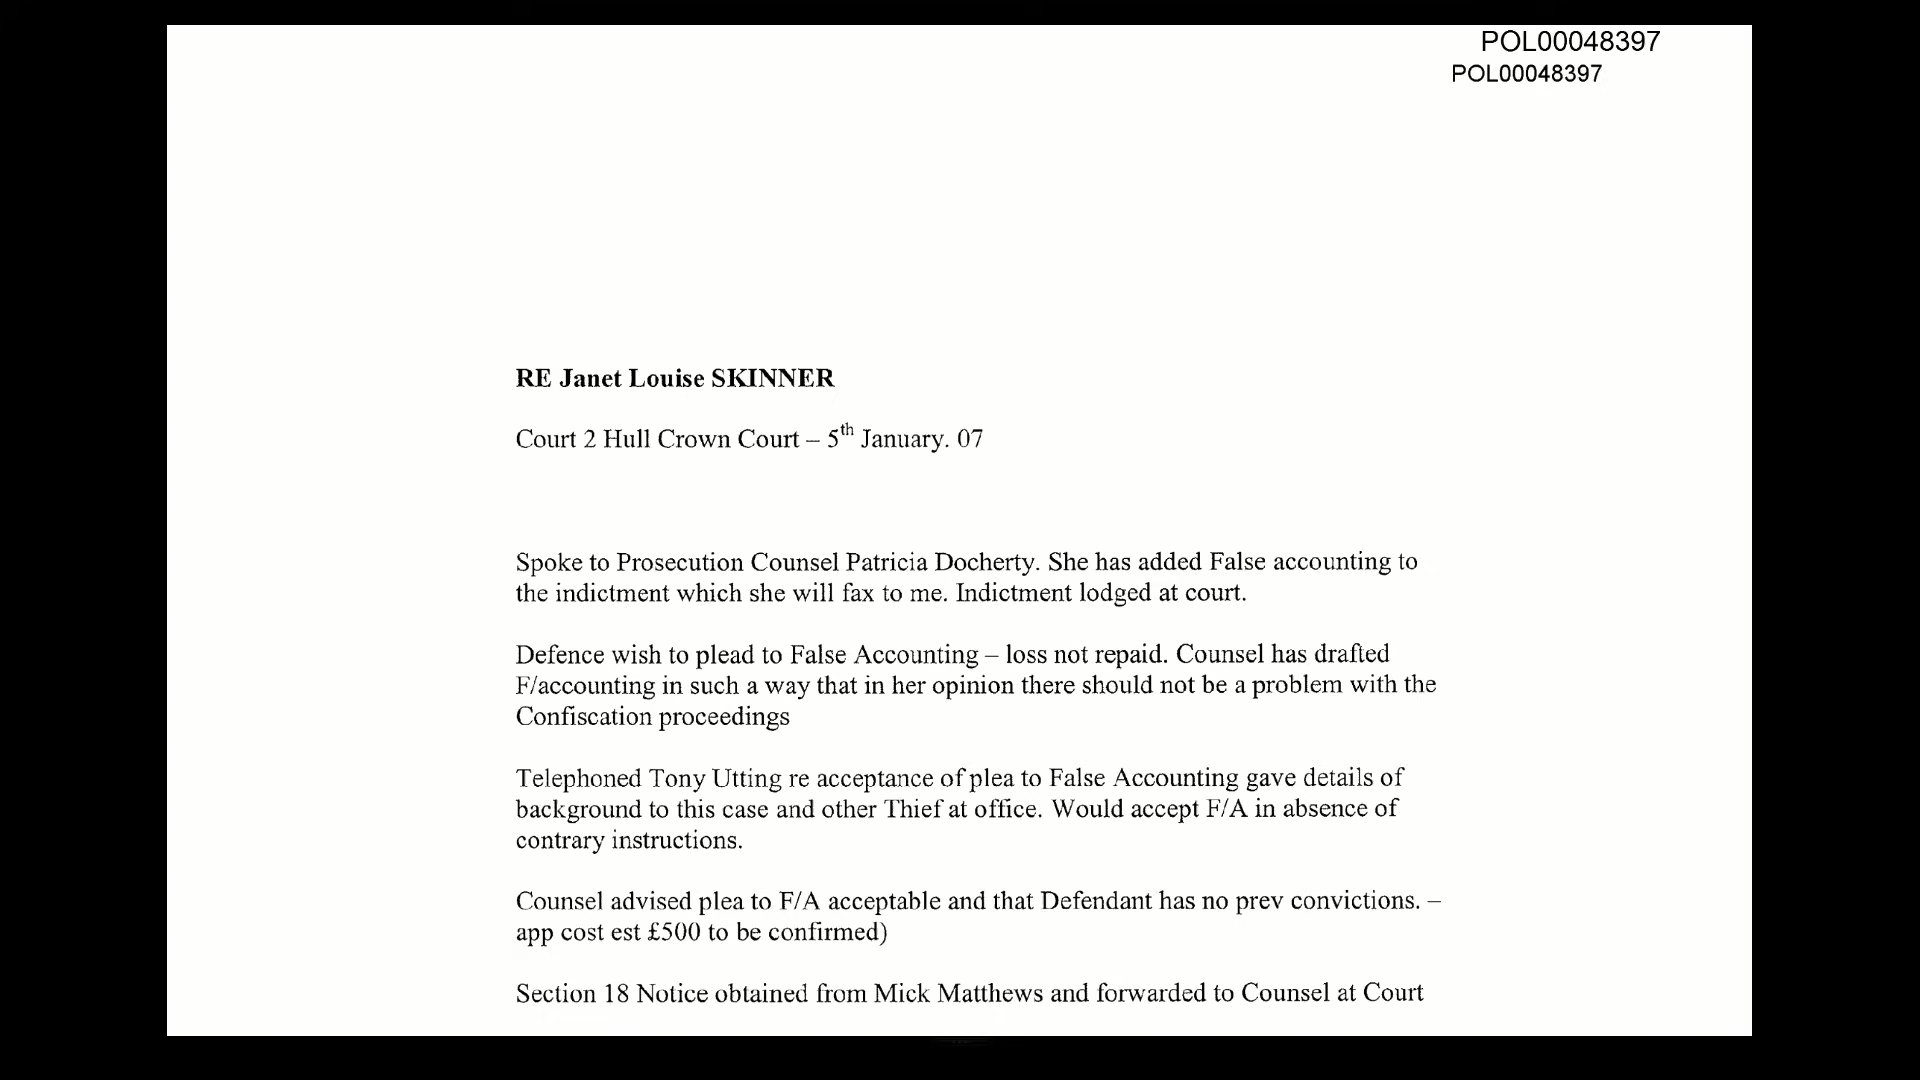 POL00048397
POL00048397
RE Janet Louise SKINNER
Court 2 Hull Crown Court – 5th January. 07
Spoke to Prosecution Counsel Patricia Docherty. She has added False accounting to
the indictment which she will fax to me. Indictment lodged at court.
Defence wish to plead to False Accounting – loss not repaid. Counsel has drafted
F/accounting in such a way that in her opinion there should not be a problem with the
Confiscation proceedings
Telephoned Tony Utting re acceptance of plea to False Accounting gave details of
background to this case and other Thief at office. Would accept F/A in absence of
contrary instructions.
Counsel advised plea to F/A acceptable and that Defendant has no prev convictions. –
app cost est £500 to be confirmed)
Section 18 Notice obtained from Mick Matthews and forwarded to Counsel at Court